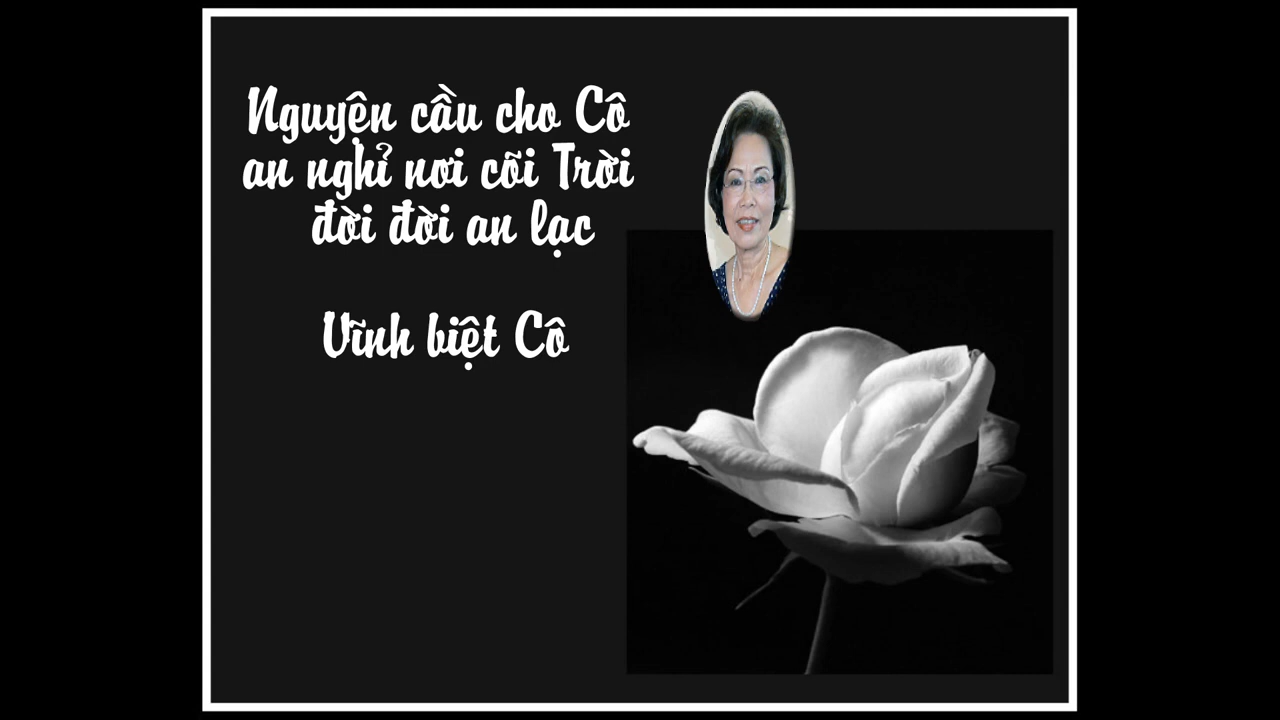 Nguyện cầu cho Cô
an nghỉ nơi cõi Trời
đời đời an lạc
Vĩnh biệt Cô